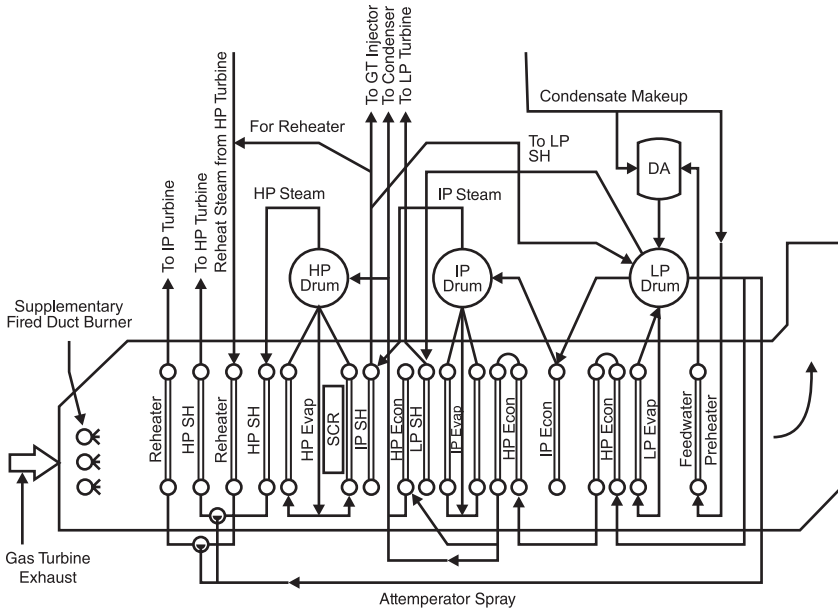 To GT Injector
To Condenser
To LP Turbine
Reheat Steam from HP Turbine
Condensate Makeup
For Reheater
To LP
SH
DA
To IP Turbine
To HP Turbine
HP Steam
IP Steam
HP
Drum
IP
Drum
LP
Drum
Supplementary
Fired Duct Burner
Reheater
HP SH
Reheater
HP SH
HP Evap
SCR
IP SH
HP Econ
LP SH
IP Evap
HP Econ
IP Econ
HP Econ
LP Evap
Feedwater
Preheater
Gas Turbine
Exhaust
Attemperator Spray